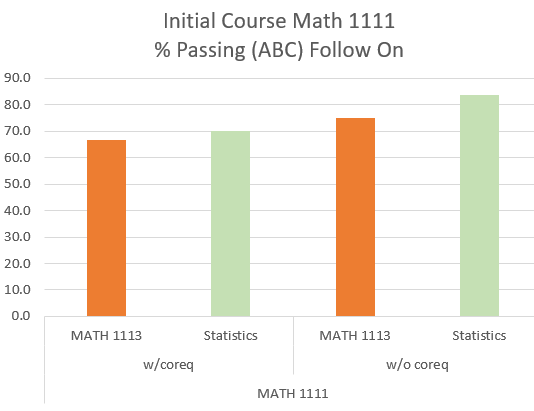 Initial Course Math 1111
% Passing (ABC) Follow On
90.0
80.0
70.0
60.0
50.0
40.0
30.0
20.0
10.0
0.0
MATH 1113 Statistics MATH 1113 Statistics
w/coreq w/o coreq
MATH 1111